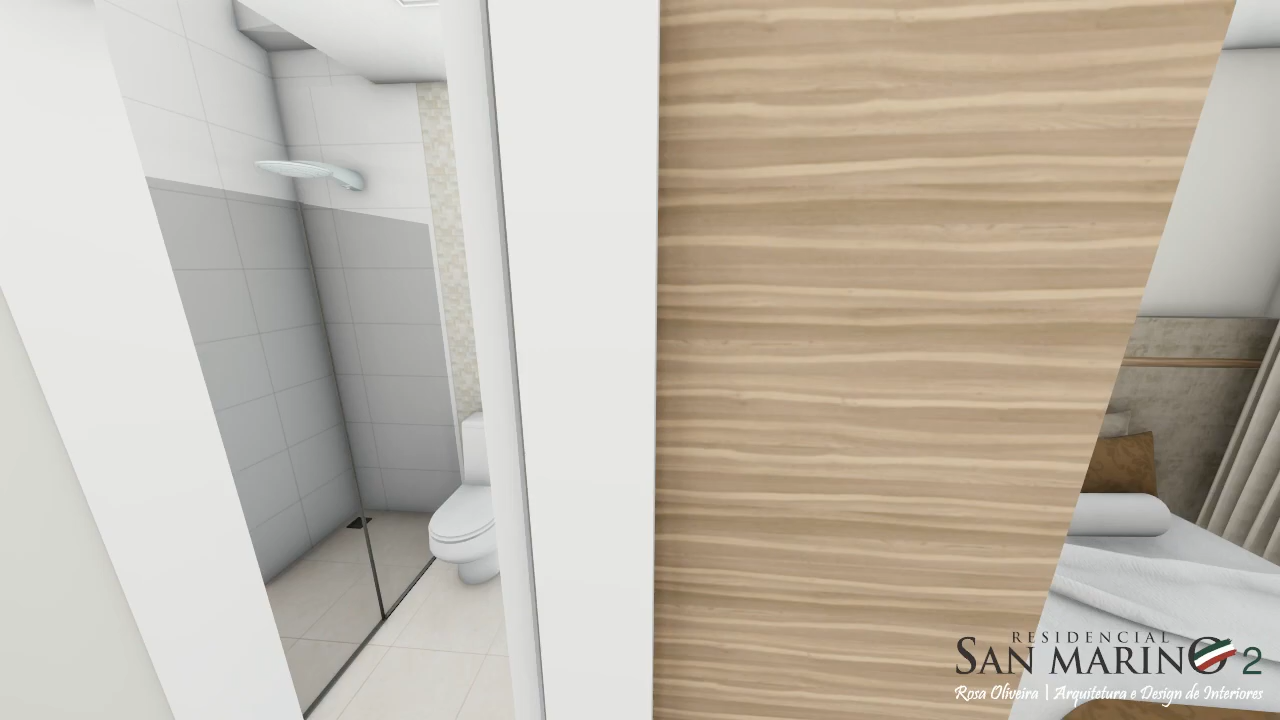 RESIDENCIAL
SAN MARINO 2
Rosa Oliveira | Arquitetura e Design de Interiores